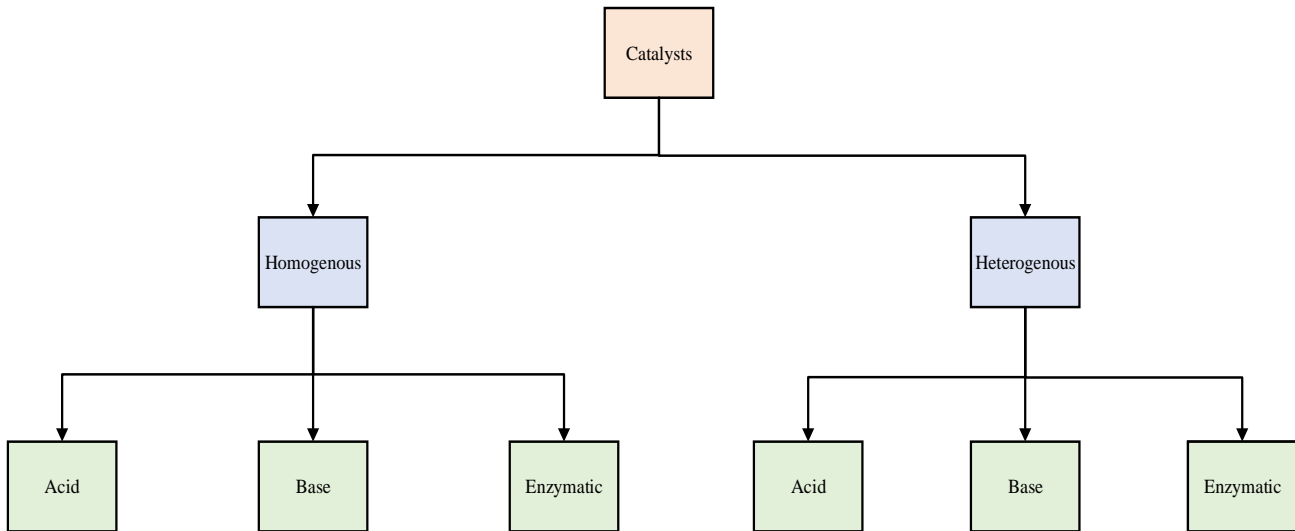 Catalysts
Homogenous
Heterogenous
Acid
Base
Enzymatic
Acid
Base
Enzymatic